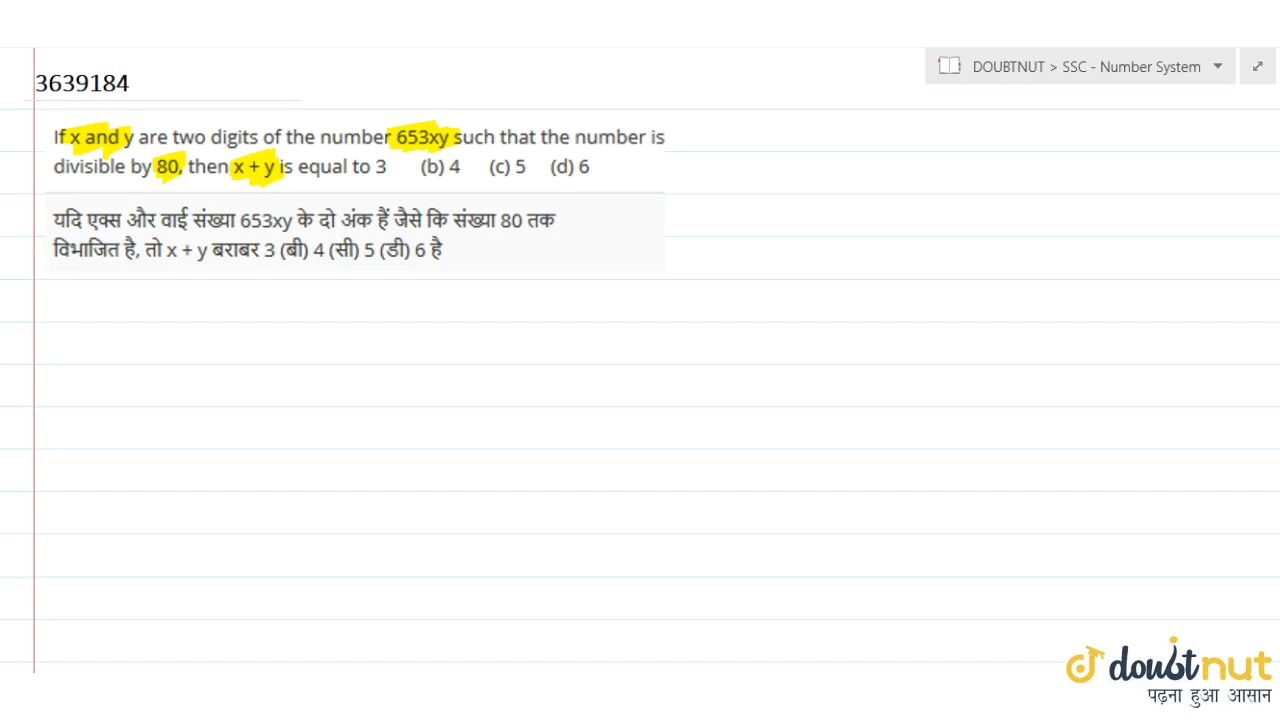 DOUBTNUT > SSC - Number System
3639184
If x and y are two digits of the number 653xy such that the number is
divisible by 80, then x + y is equal to 3 (b) 4 (c) 5 (d) 6
यदि एक्स और वाई संख्या 653xy के दो अंक हैं जैसे कि संख्या 80 तक
विभाजित है, तो x + y बराबर 3 (बी) 4 (सी) 5 (डी) 6 है
doubtnut
पढ़ना हुआ आसान